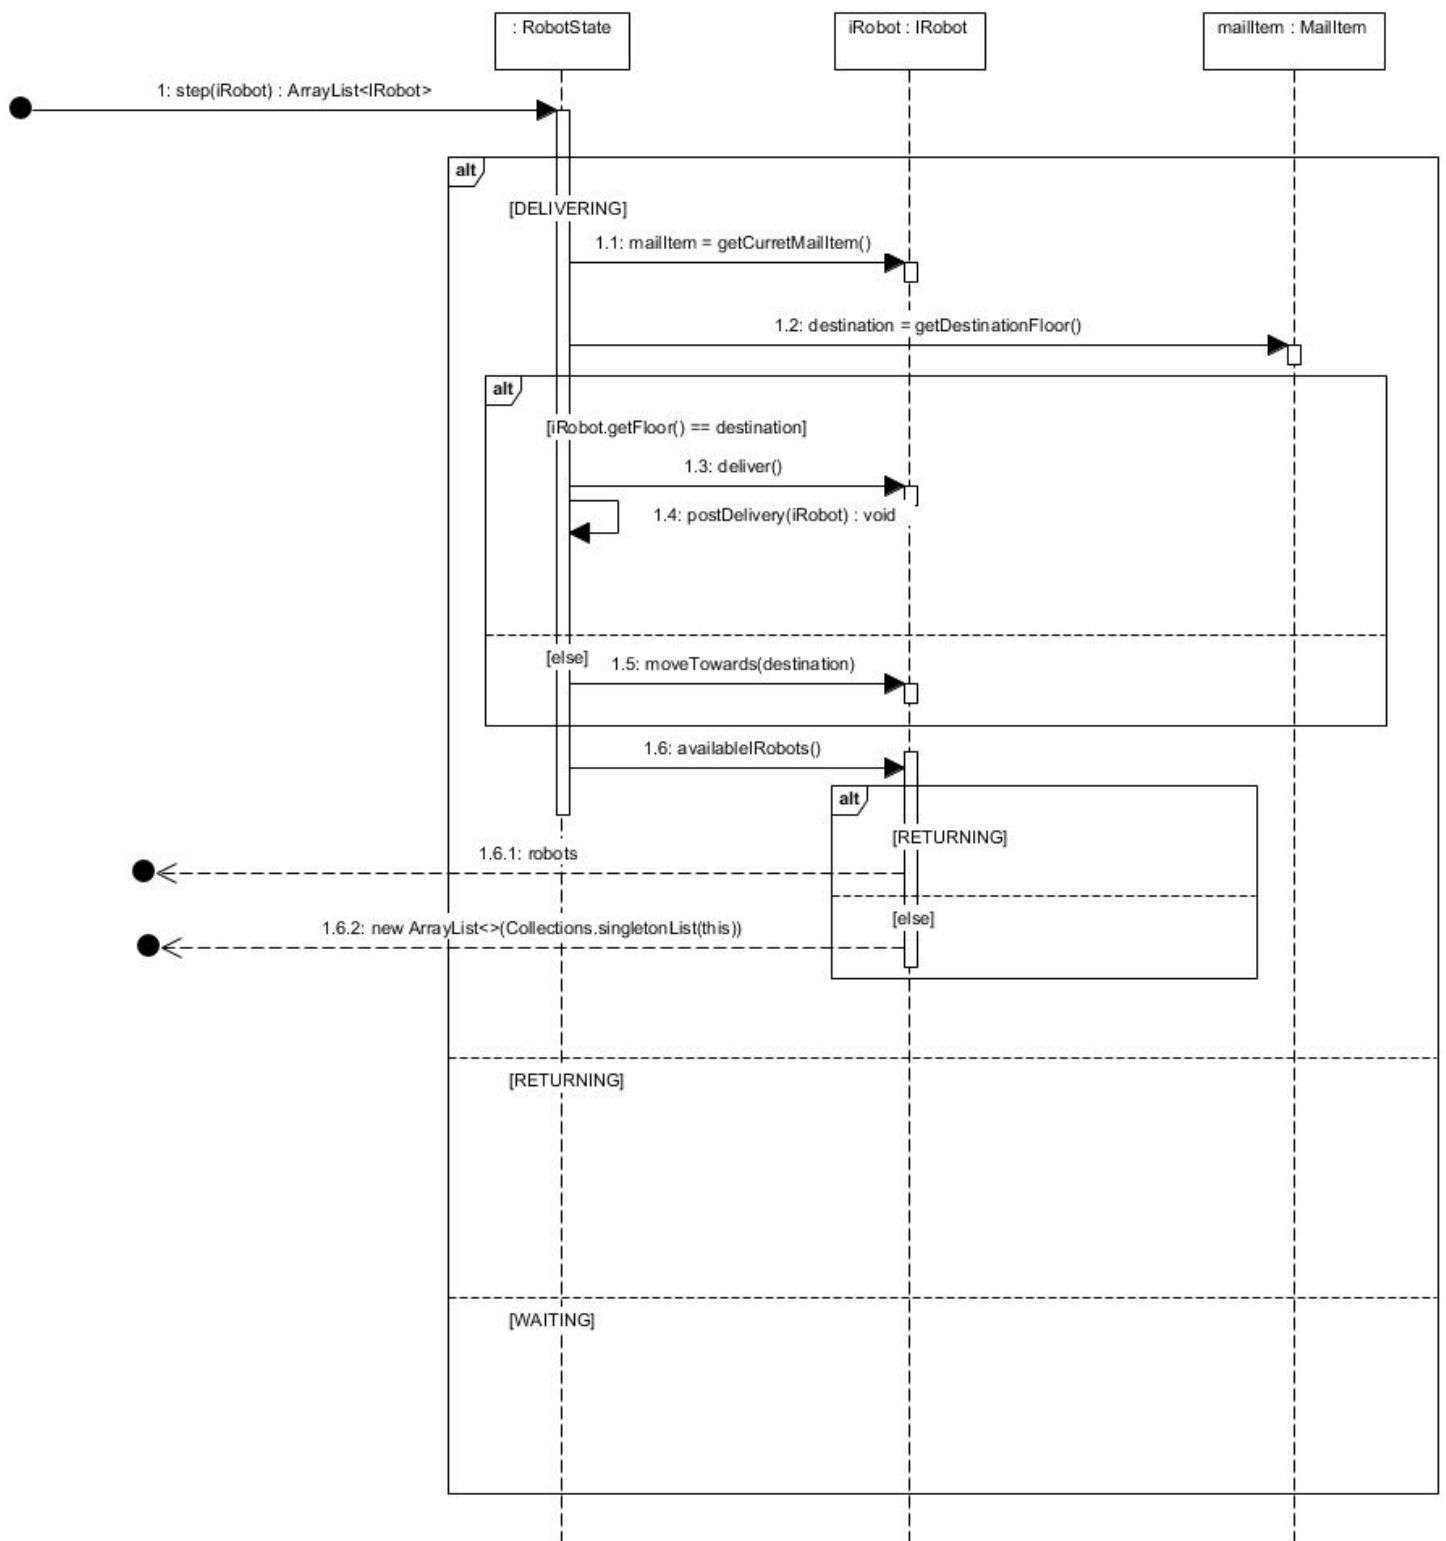 : RobotState
iRobot : IRobot
mailItem : MailItem
1: step(iRobot) : ArrayList<IRobot>
alt
[DELIVERING]
1.1: mailItem = getCurretMailItem()
1.2: destination = getDestinationFloor()
alt
[iRobot.getFloor() == destination]
1.3: deliver()
1.4: postDelivery(iRobot) : void
[else]
1.5: moveTowards(destination)
1.6: availableIRobots()
alt
[RETURNING]
1.6.1: robots
[else]
1.6.2: new ArrayList<>(Collections.singletonList(this))
[RETURNING]
[WAITING]